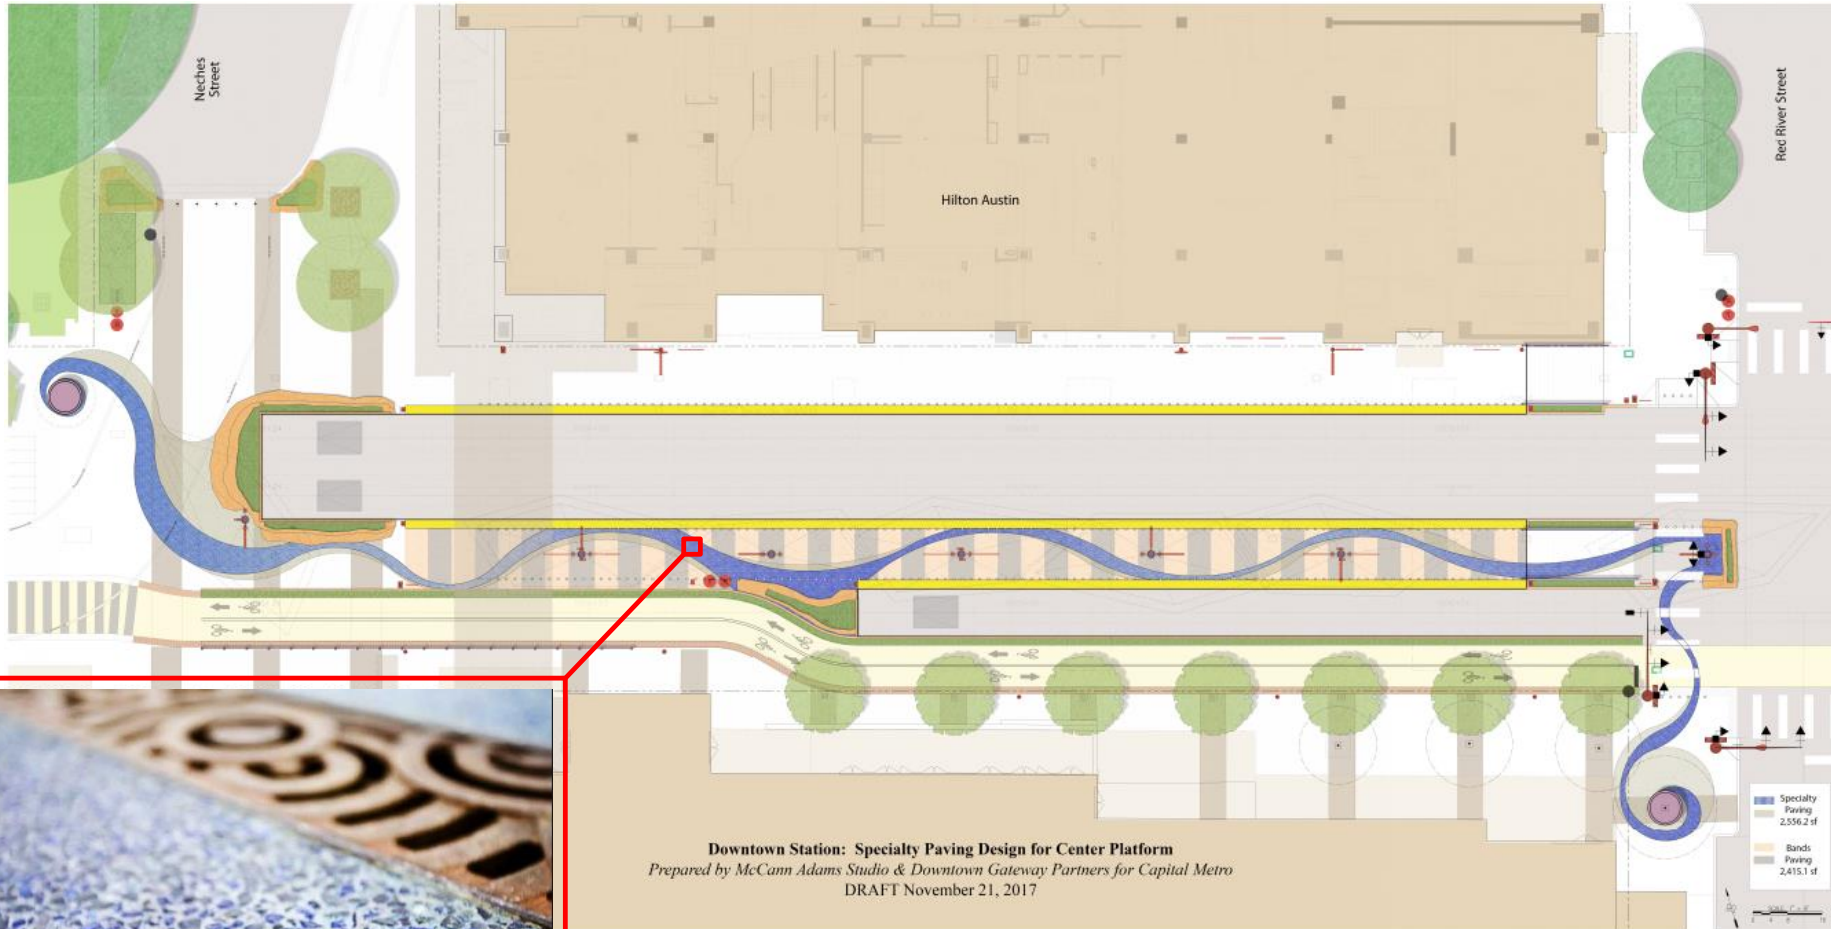 Neches
Street
Hilton Austin
Red River Street
Specialty
Paving
2,556.2 sf
Bands
Paving
2,415.1 sf
Downtown Station: Specialty Paving Design for Center Platform
Prepared by McCann Adams Studio & Downtown Gateway Partners for Capital Metro
DRAFT November 21, 2017